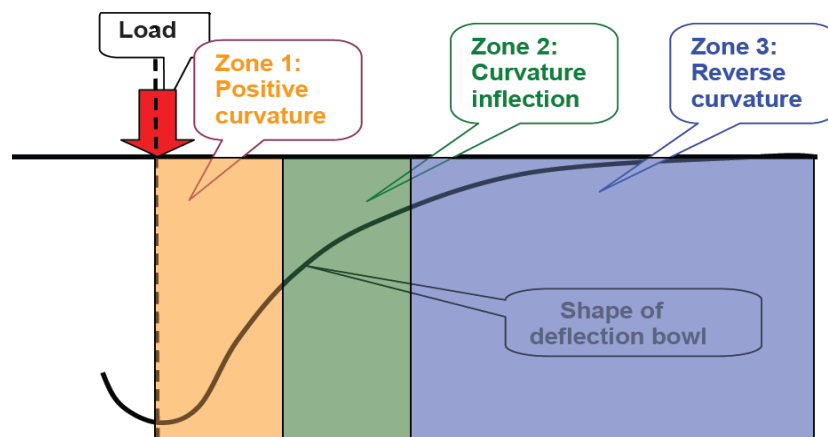 Load
Zone 1:
Positive
curvature
Zone 2:
Curvature
inflection
Zone 3:
Reverse
curvature
Shape of
deflection bowl